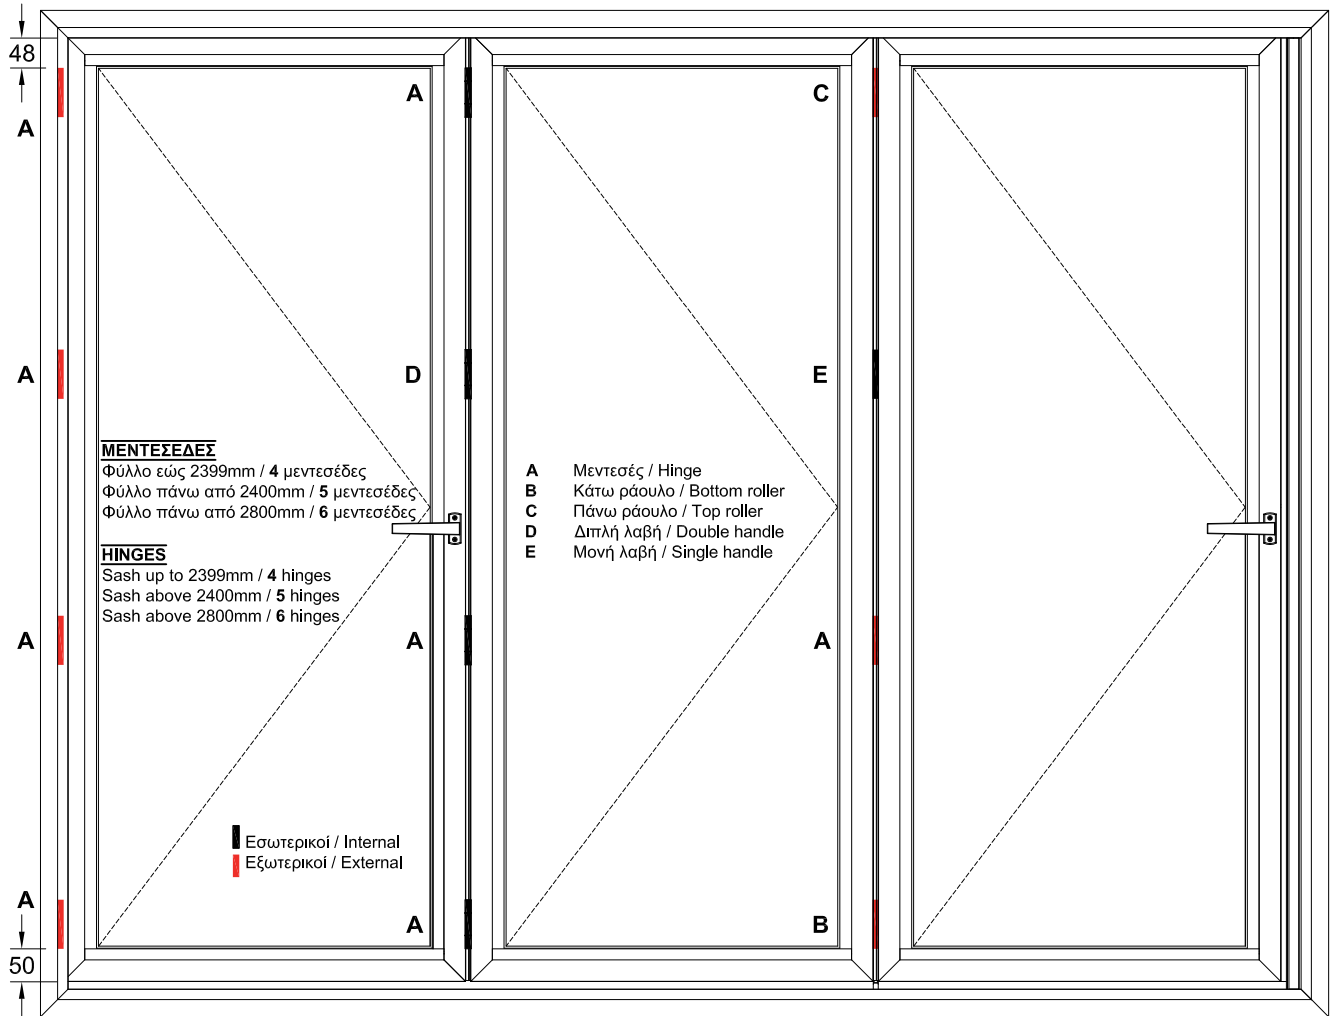 48
A
A
C
A
D
E
ΜΕΝΤΕΣΕΔΕΣ
Φύλλο εώς 2399mm / 4 μεντεσέδες
Φύλλο πάνω από 2400mm / 5 μεντεσέδες
Φύλλο πάνω από 2800mm / 6 μεντεσέδες
HINGES
Sash up to 2399mm / 4 hinges
Sash above 2400mm / 5 hinges
Sash above 2800mm / 6 hinges
A Μεντεσές / Hinge
B Κάτω ράουλο / Bottom roller
C Πάνω ράουλο / Top roller
D Διπλή λαβή / Double handle
E Μονή λαβή / Single handle
A
A
A
Εσωτερικοί / Internal
Εξωτερικοί / External
A
A
B
50